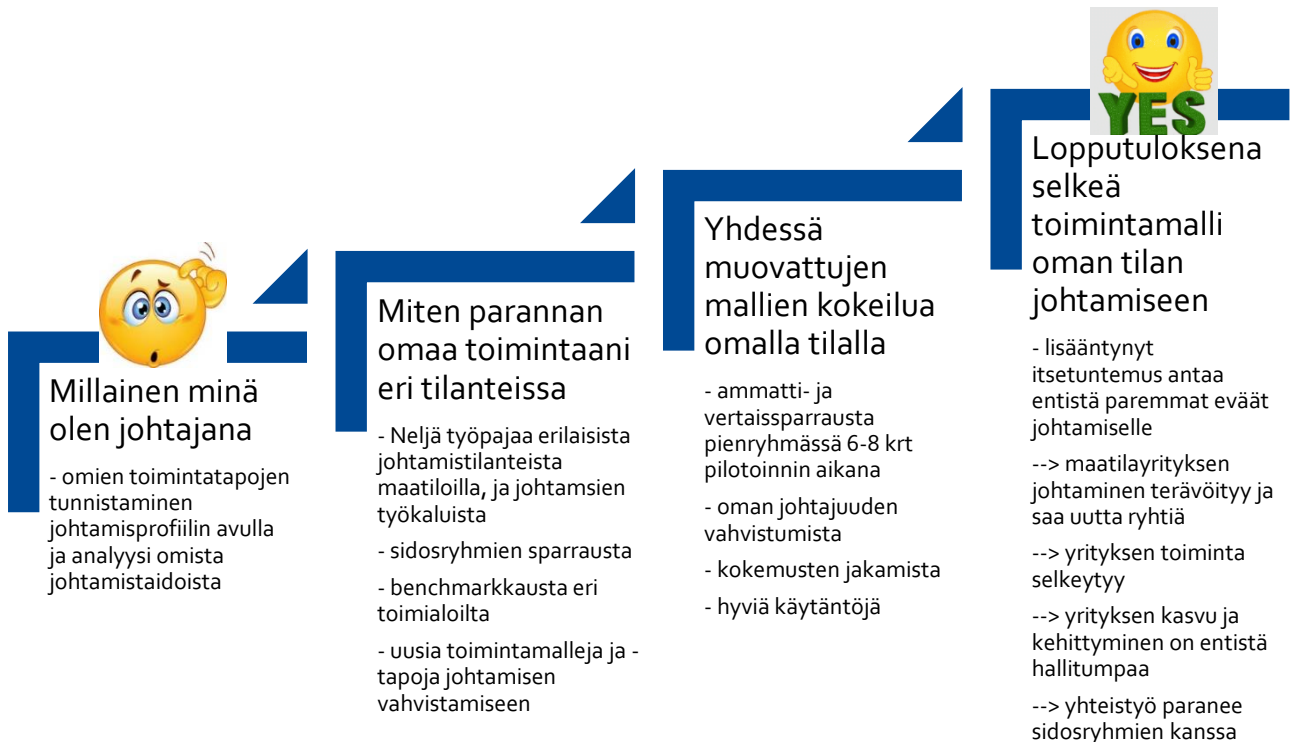 Millainen minä
olen johtajana
- omien toimintatapojen
tunnistaminen
johtamisprofiilin avulla
ja analyysi omista
johtamistaidoista
Miten parannan
omaa toimintaani
eri tilanteissa
- Neljä työpajaa erilaisista
johtamistilanteista
maatiloilla, ja johtamsien
työkaluista
- sidosryhmien sparrausta
- benchmarkkausta eri
toimialoilta
- uusia toimintamalleja ja -
tapoja johtamisen
vahvistamiseen
Yhdessä
muovattujen
mallien kokeilua
omalla tilalla
- ammatti- ja
vertaissparrausta
pienryhmässä 6-8 krt
pilotoinnin aikana
- oman johtajuuden
vahvistumista
- kokemusten jakamista
- hyviä käytäntöjä
YES
Lopputuloksena
selkeä
toimintamalli
oman tilan
johtamiseen
- lisääntynyt
itsetuntemus antaa
entistä paremmat eväät
johtamiselle
--> maatilayrityksen
johtaminen terävöityy ja
saa uutta ryhtiä
--> yrityksen toiminta
selkeytyy
--> yrityksen kasvu ja
kehittyminen on entistä
hallitumpaa
--> yhteistyö paranee
sidosryhmien kanssa